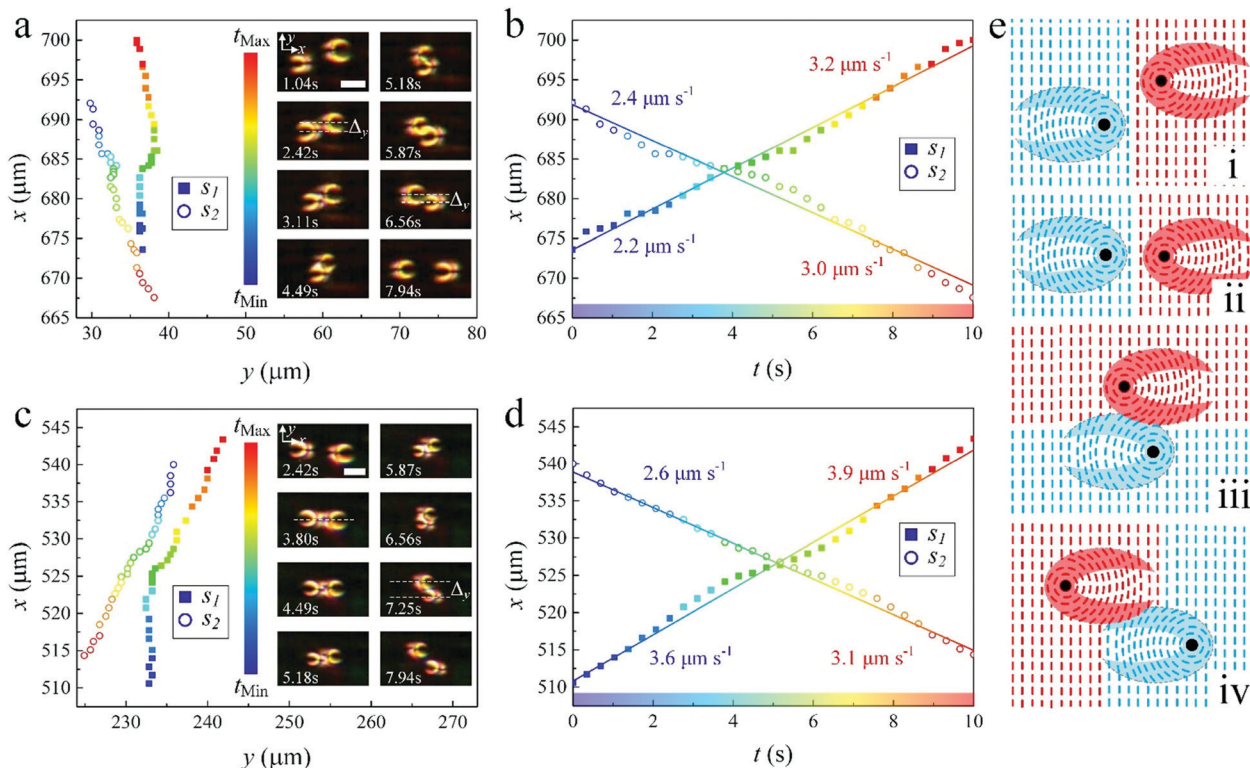 a
x (μm)
700
695
690
685
680
675
670
665
30 40 50 60 70 80
y (μm)
s1
s2
tMax
tMin
y
x
1.04s
5.18s
2.42s
Δy
5.87s
3.11s
6.56s
Δy
4.49s
7.94s
b
x (μm)
700
695
690
685
680
675
670
665
0 2 4 6 8 10
t (s)
2.4 μm s-1
3.2 μm s-1
2.2 μm s-1
3.0 μm s-1
s1
s2
c
x (μm)
545
540
535
530
525
520
515
510
230 240 250 260 270
y (μm)
s1
s2
tMax
tMin
y
x
2.42s
5.87s
3.80s
6.56s
4.49s
7.25s
Δy
5.18s
7.94s
d
x (μm)
545
540
535
530
525
520
515
510
0 2 4 6 8 10
t (s)
2.6 μm s-1
3.9 μm s-1
3.6 μm s-1
3.1 μm s-1
s1
s2
e
i
ii
iii
iv